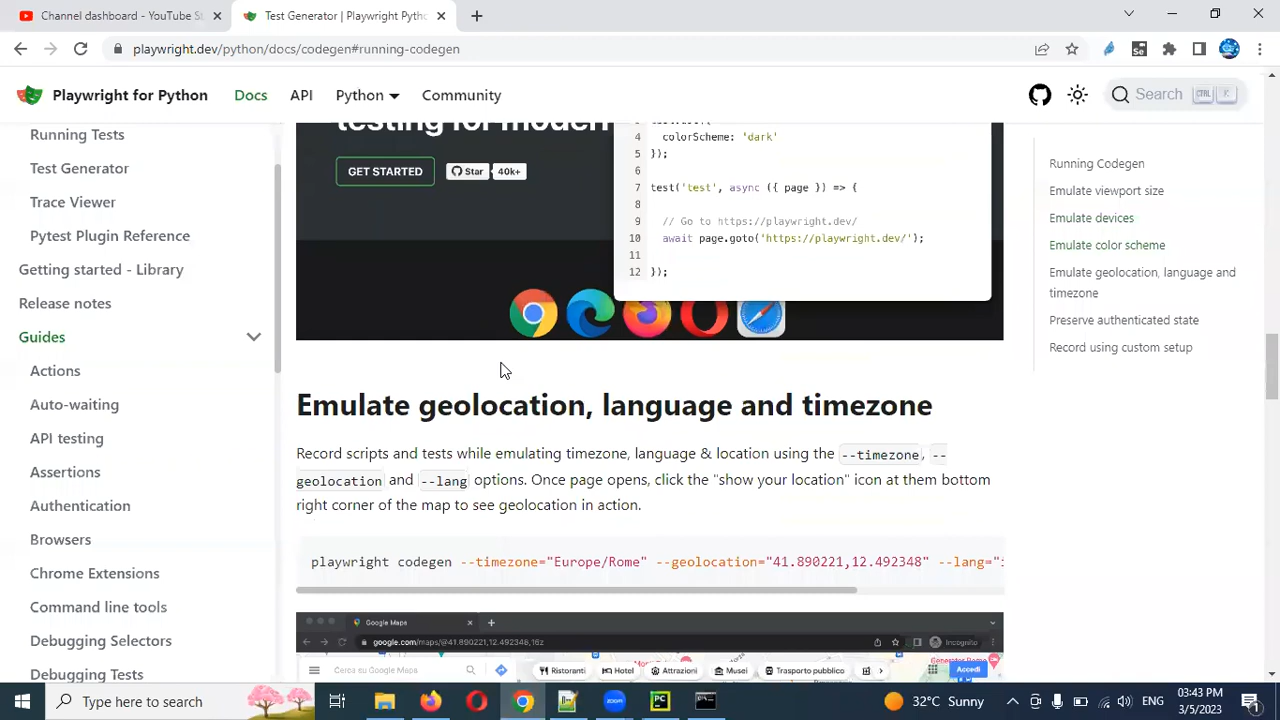 Channel dashboard - YouTube St
Test Generator | Playwright Pytho
playwright.dev/python/docs/codegen#running-codegen
Playwright for Python
Docs
API
Python
Community
Search
CTRL
K
Running Tests
Test Generator
Trace Viewer
Pytest Plugin Reference
Getting started - Library
Release notes
Guides
Actions
Auto-waiting
API testing
Assertions
Authentication
Browsers
Chrome Extensions
Command line tools
Debugging Selectors
Debugging Tests
GET STARTED
Star
40k+
4 colorScheme: 'dark'
5 });
6
7 test('test', async ({ page }) => {
8
9 // Go to https://playwright.dev/
10 await page.goto('https://playwright.dev/');
11
12 });
Emulate geolocation, language and timezone
Record scripts and tests while emulating timezone, language & location using the --timezone, --
geolocation and --lang options. Once page opens, click the "show your location" icon at them bottom
right corner of the map to see geolocation in action.
playwright codegen --timezone="Europe/Rome" --geolocation="41.890221,12.492348" --lang="i
Google Maps
google.com/maps/@41.890221,12.492348,16z
Incognito
Cerca su Google Maps
Ristoranti
Hotel
Attrazioni
Musei
Trasporto pubblico
Accedi
Running Codegen
Emulate viewport size
Emulate devices
Emulate color scheme
Emulate geolocation, language and
timezone
Preserve authenticated state
Record using custom setup
Type here to search
zoom
PC
32°C Sunny
ENG
03:43 PM
3/5/2023